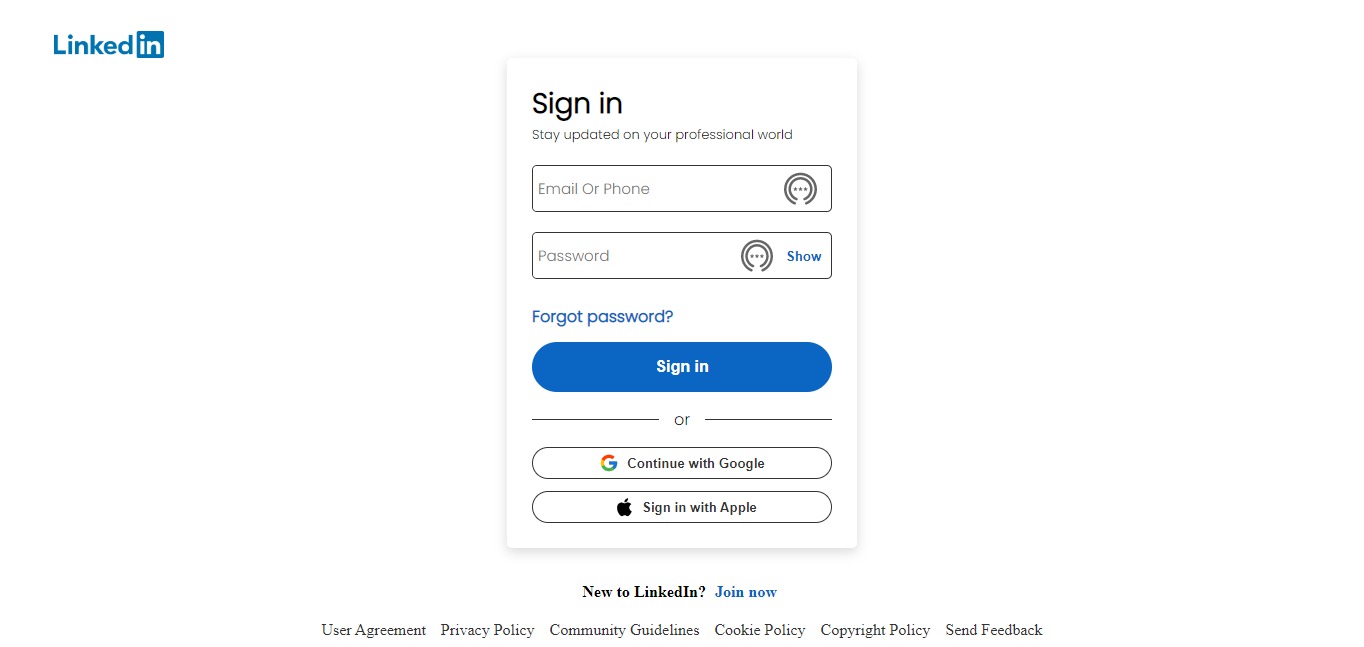 Linkedin
Sign in
Stay updated on your professional world
Email Or Phone
Password
Show
Forgot password?
Sign in
or
Continue with Google
Sign in with Apple
New to LinkedIn? Join now
User Agreement Privacy Policy Community Guidelines Cookie Policy Copyright Policy Send Feedback